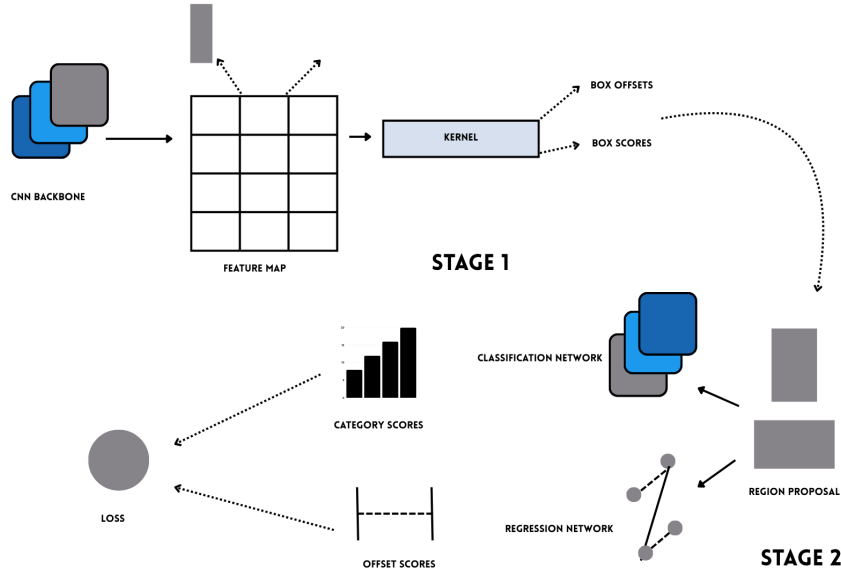 CNN BACKBONE
FEATURE MAP
KERNEL
BOX OFFSETS
BOX SCORES
STAGE 1
CLASSIFICATION NETWORK
REGION PROPOSAL
REGRESSION NETWORK
STAGE 2
CATEGORY SCORES
OFFSET SCORES
LOSS